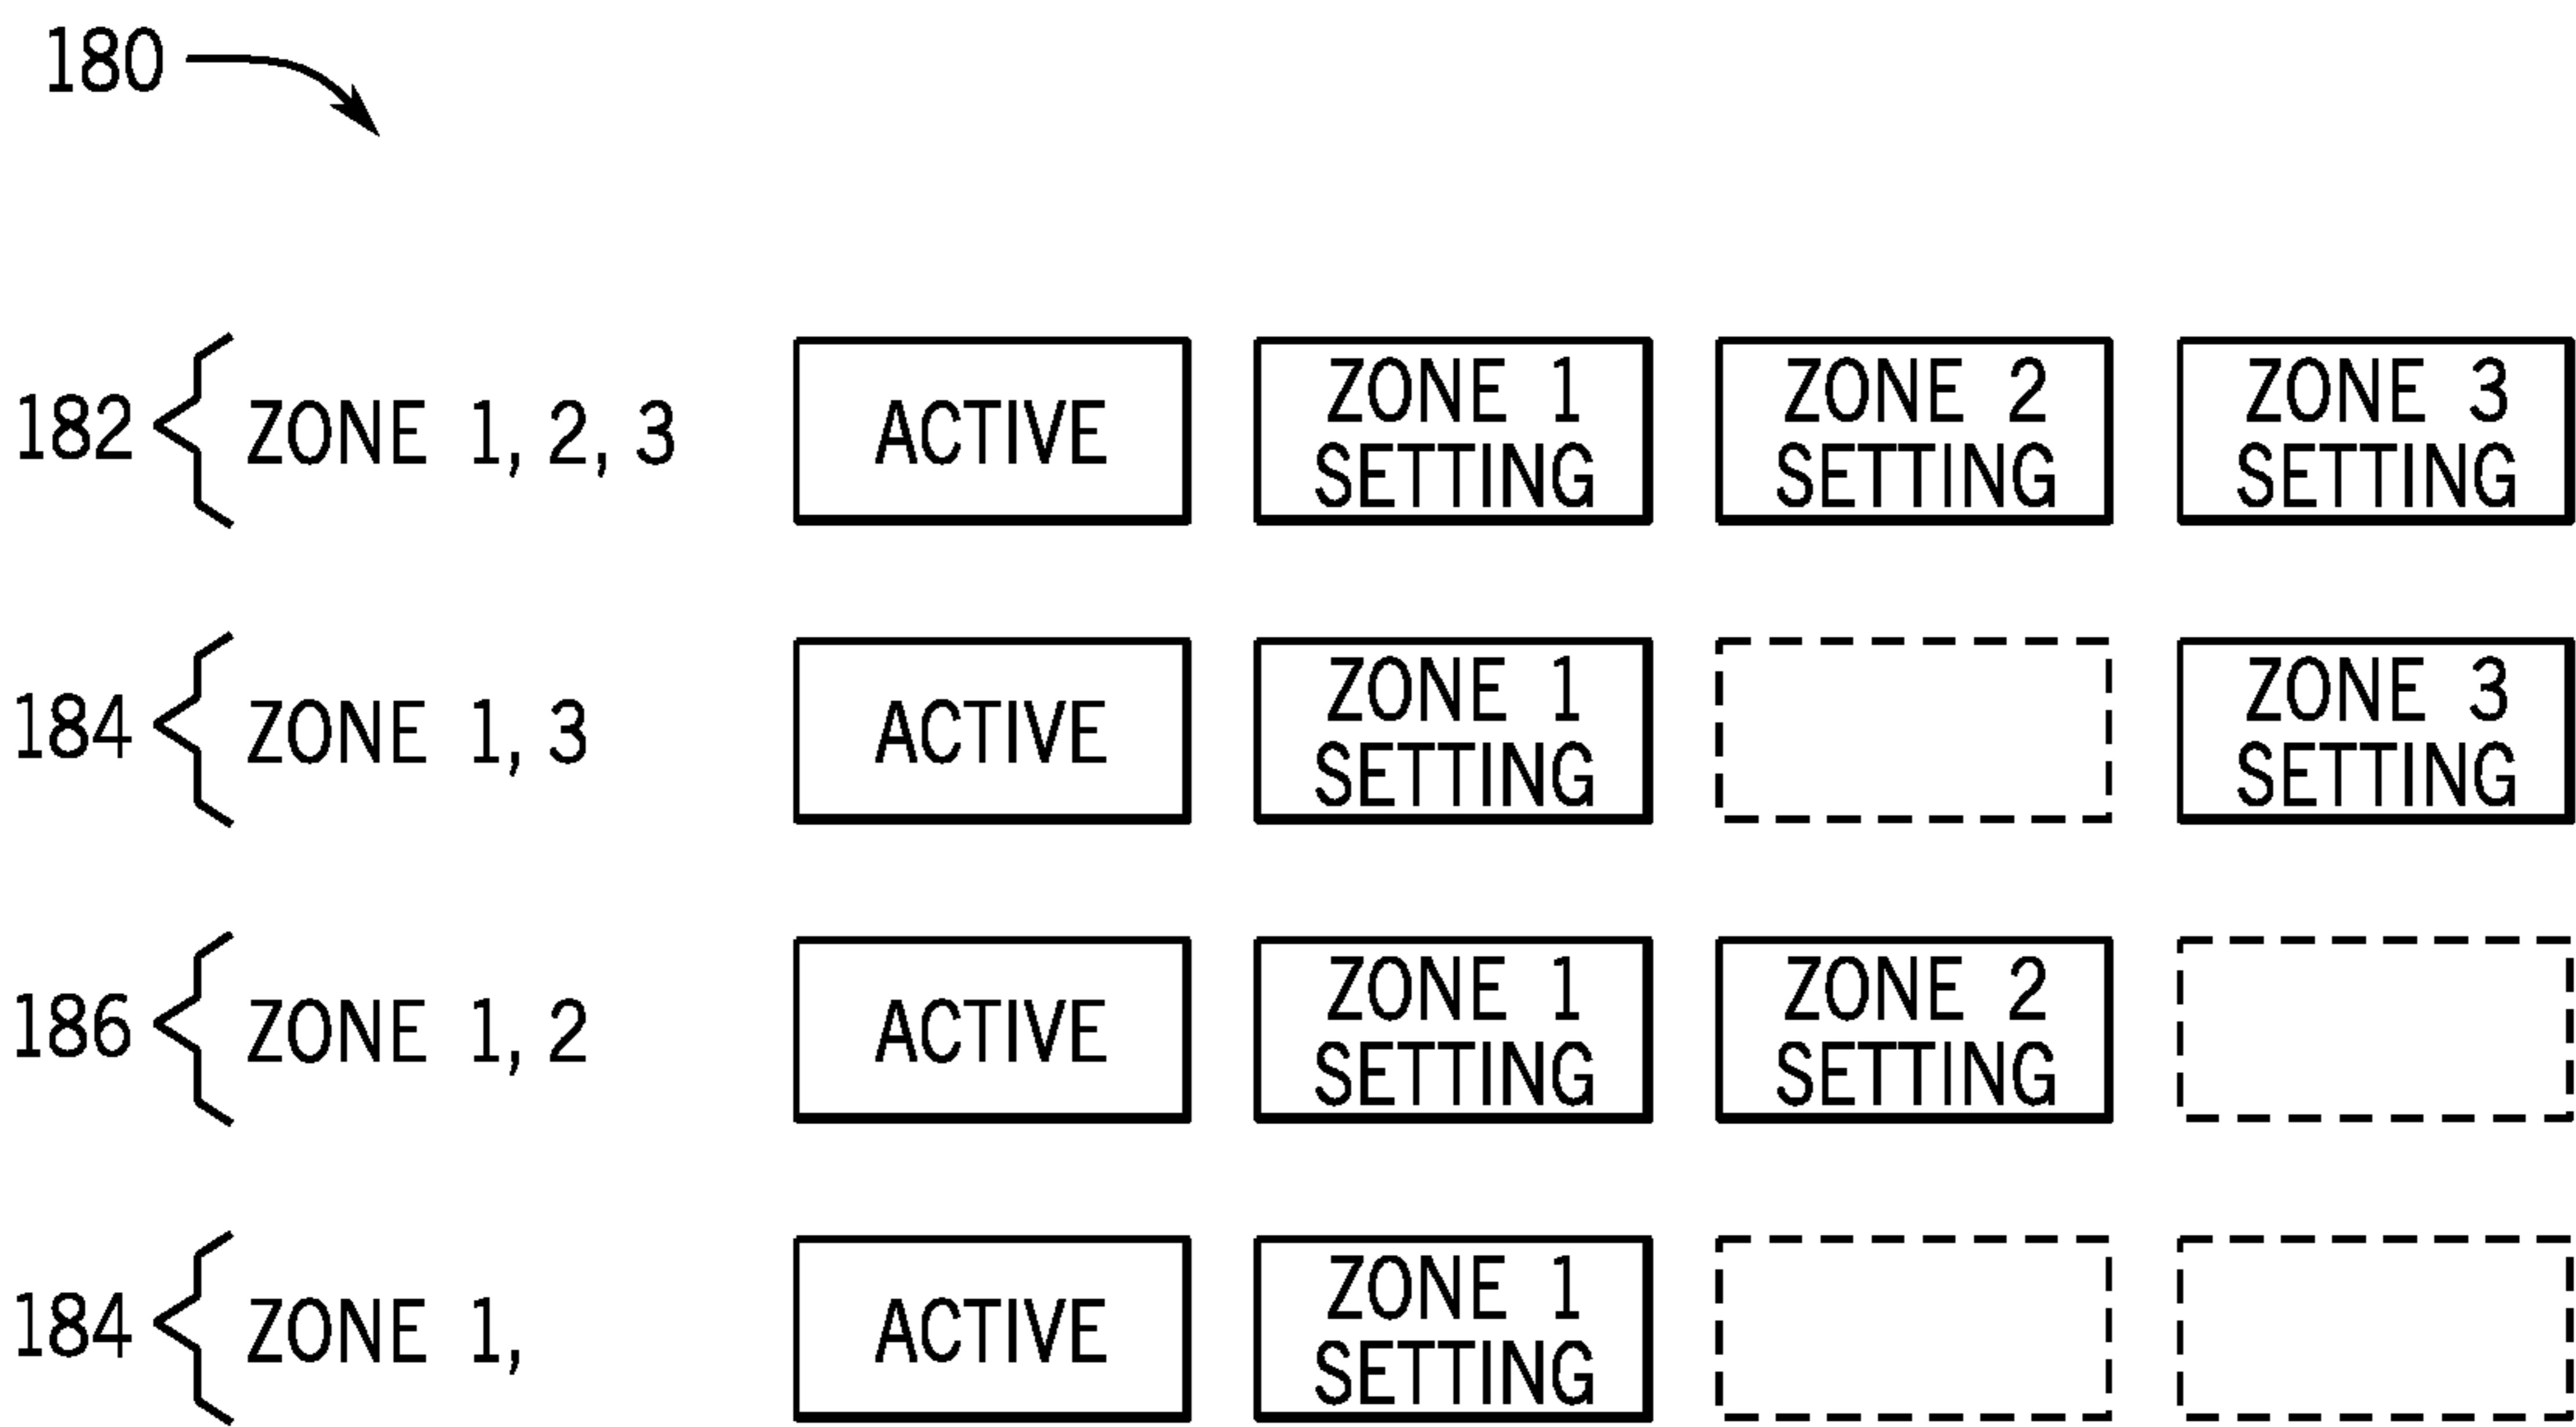 180
182 ZONE 1, 2, 3 ACTIVE ZONE 1 SETTING ZONE 2 SETTING ZONE 3 SETTING
184 ZONE 1, 3 ACTIVE ZONE 1 SETTING ZONE 3 SETTING
186 ZONE 1, 2 ACTIVE ZONE 1 SETTING ZONE 2 SETTING
184 ZONE 1, ACTIVE ZONE 1 SETTING